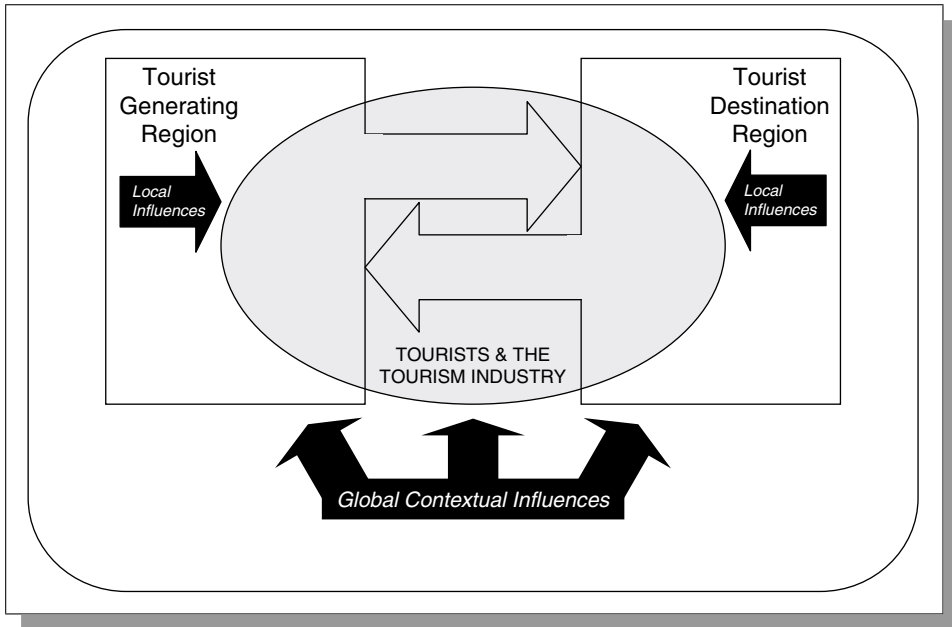 Tourist
Generating
Region
Tourist
Destination
Region
Local
Influences
Local
Influences
TOURISTS & THE
TOURISM INDUSTRY
Global Contextual Influences